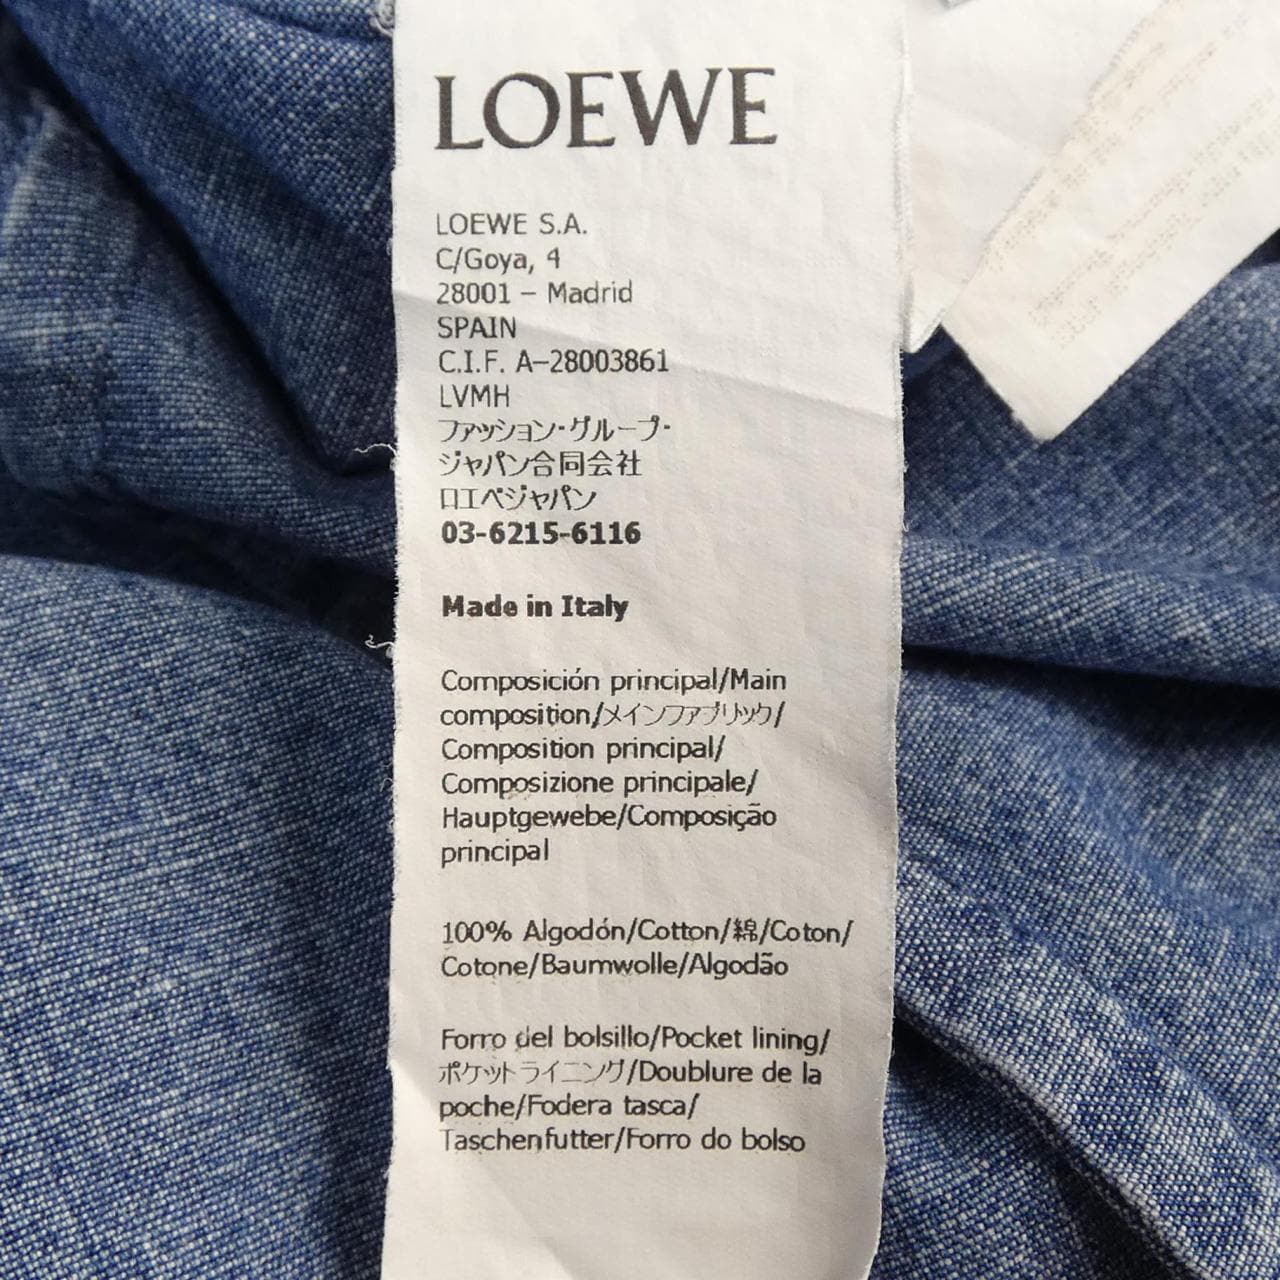 LOEWE
LOEWE S.A.
C/Goya, 4
28001 – Madrid
SPAIN
C.I.F. A–28003861
LVMH
ファッション・グループ・
ジャパン合同会社
ロエベジャパン
03-6215-6116
Made in Italy
Composición principal/Main
composition/メインファブリック/
Composition principal/
Composizione principale/
Hauptgewebe/Composição
principal
100% Algodón/Cotton/綿/Coton/
Cotone/Baumwolle/Algodão
Forro del bolsillo/Pocket lining/
ポケットライニング/Doublure de la
poche/Fodera tasca/
Taschenfutter/Forro do bolso